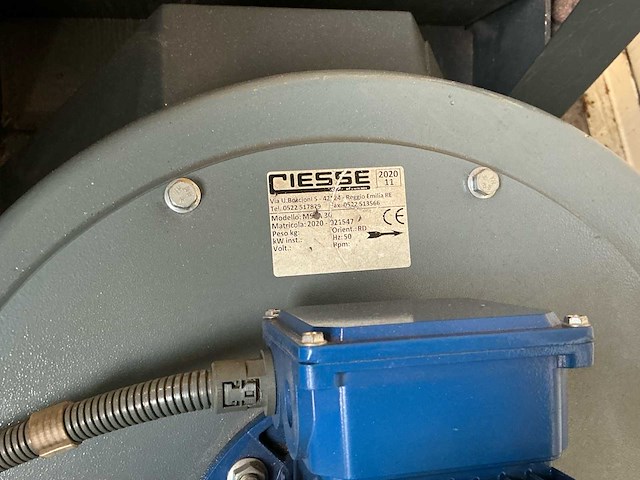 CIESSE
2020
11
Via U. Boccioni 5 - 42124 - Reggio Emilia RE
Tel. 0522 517829 Fax. 0522 513566
Modello:
Matricola: 2020 - 021547
Peso kg: Orient.: RD
kW inst.: Hz: 50
Volt.: Rpm:
CE